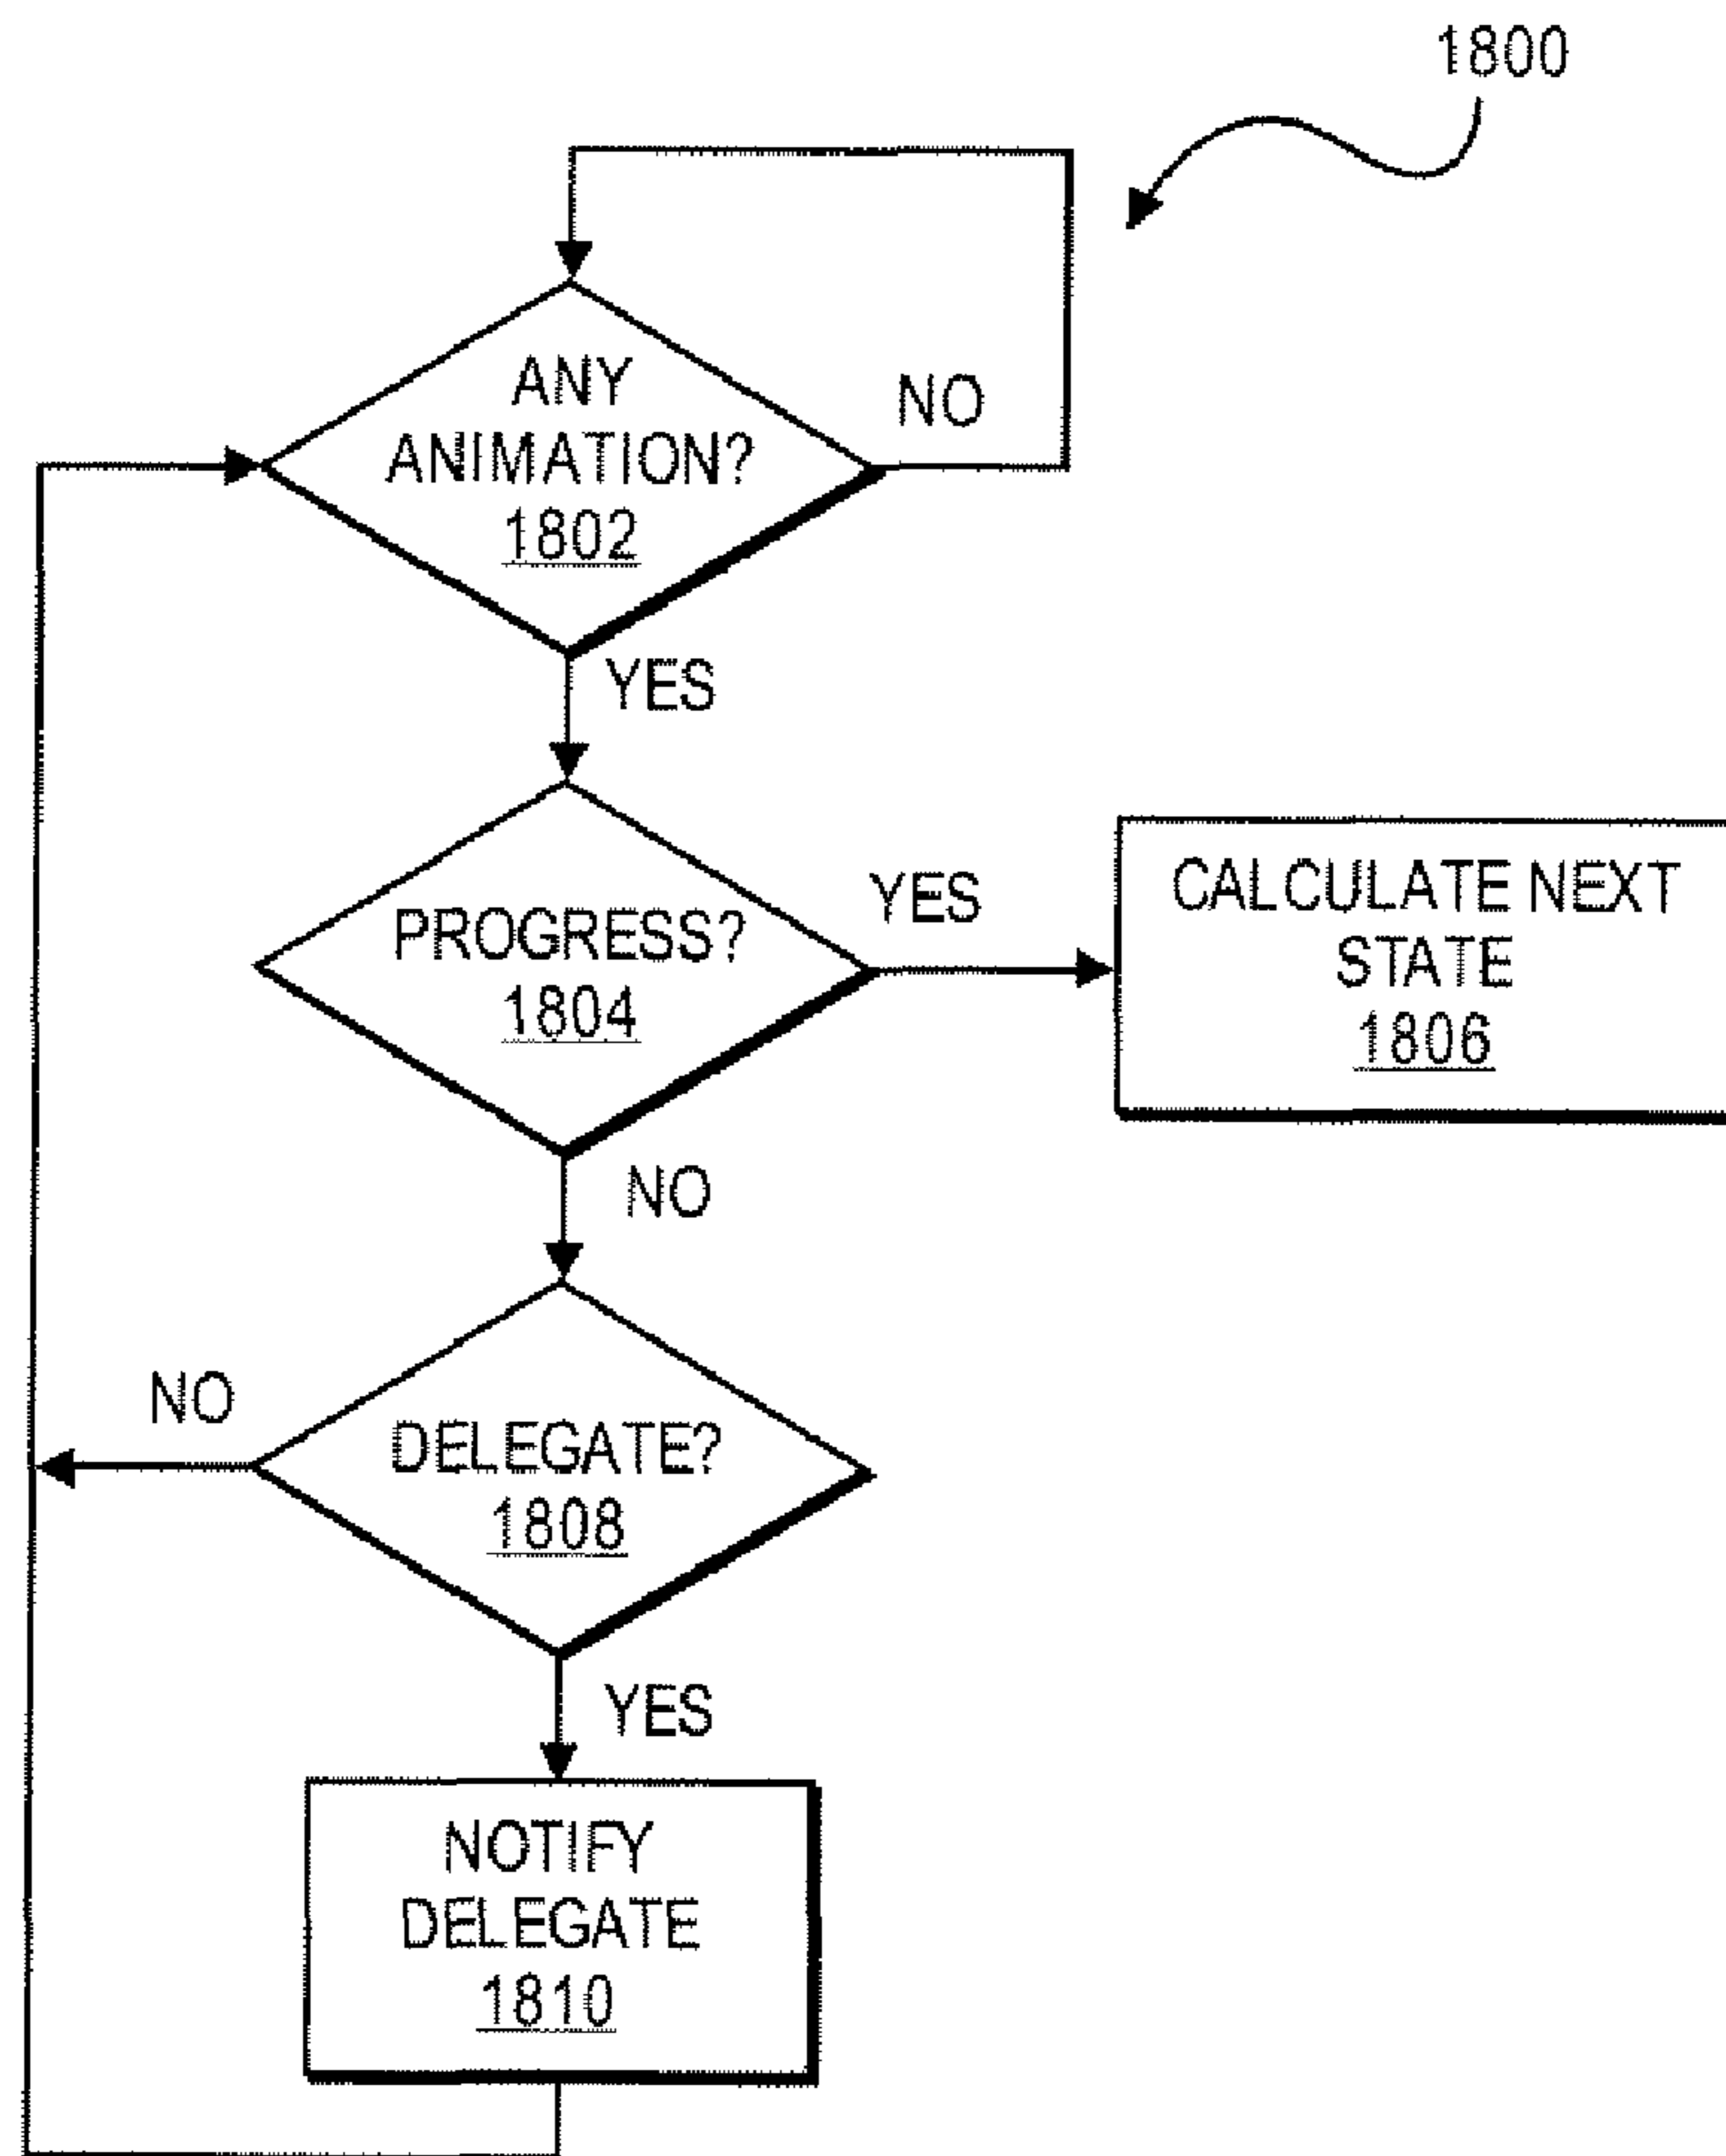 1800
ANY
ANIMATION?
1802
NO
YES
PROGRESS?
1804
YES
CALCULATE NEXT
STATE
1806
NO
DELEGATE?
1808
NO
YES
NOTIFY
DELEGATE
1810